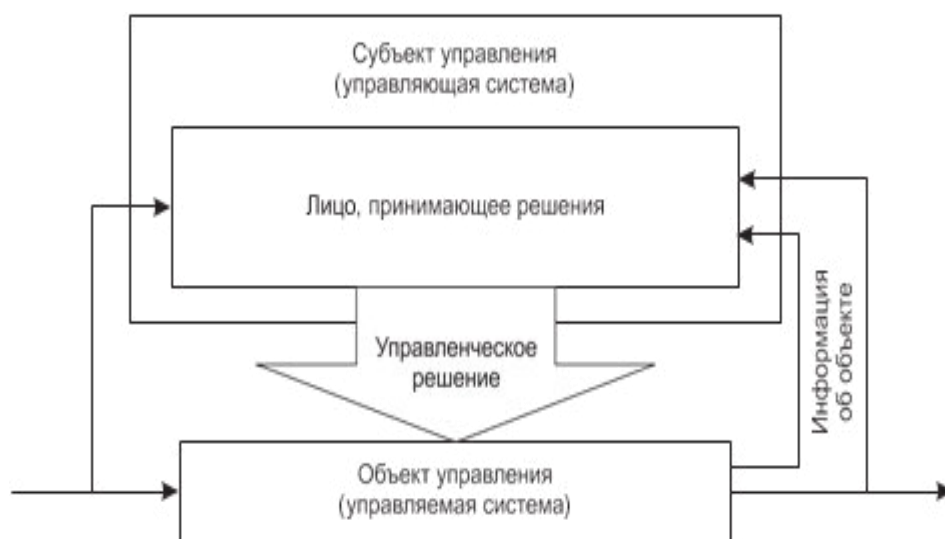 Субъект управления
(управляющая система)
Лицо, принимающее решения
Управленческое
решение
Информация
об объекте
Объект управления
(управляемая система)